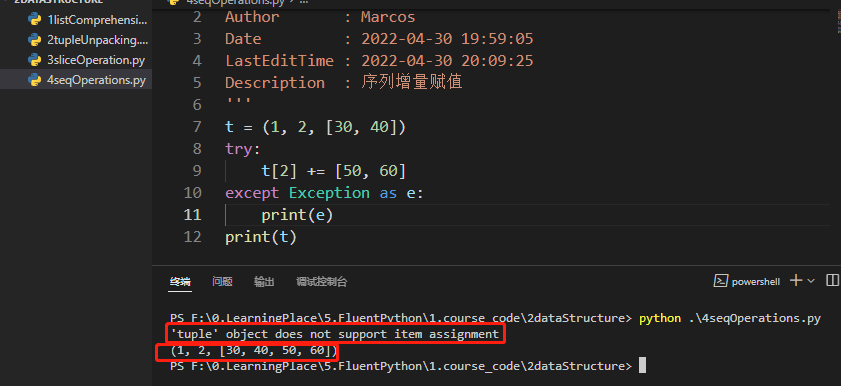 2DATASTRUCTURE
1listComprehensi...
2tupleUnpacking....
3sliceOperation.py
4seqOperations.py
4seqOperations.py > ...
2 Author : Marcos
3 Date : 2022-04-30 19:59:05
4 LastEditTime : 2022-04-30 20:09:25
5 Description : 序列增量赋值
6 '''
7 t = (1, 2, [30, 40])
8 try:
9 t[2] += [50, 60]
10 except Exception as e:
11 print(e)
12 print(t)
终端 问题 输出 调试控制台 powershell
PS F:\0.LearningPlace\5.FluentPython\1.course_code\2dataStructure> python .\4seqOperations.py
'tuple' object does not support item assignment
(1, 2, [30, 40, 50, 60])
PS F:\0.LearningPlace\5.FluentPython\1.course_code\2dataStructure>